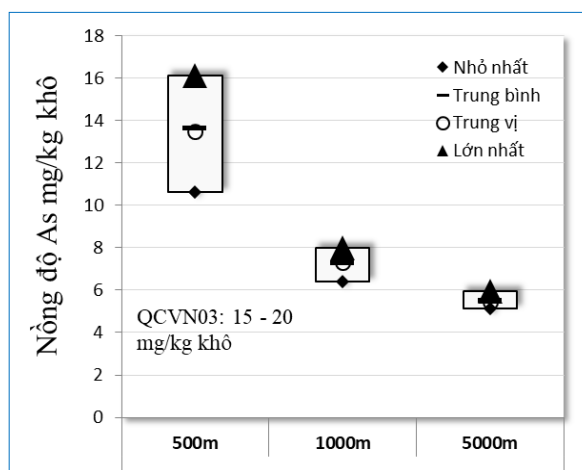 Nồng độ As mg/kg khô
18
16
14
12
10
8
6
4
2
0
Nhỏ nhất
Trung bình
Trung vị
Lớn nhất
QCVN03: 15 - 20
mg/kg khô
500m
1000m
5000m